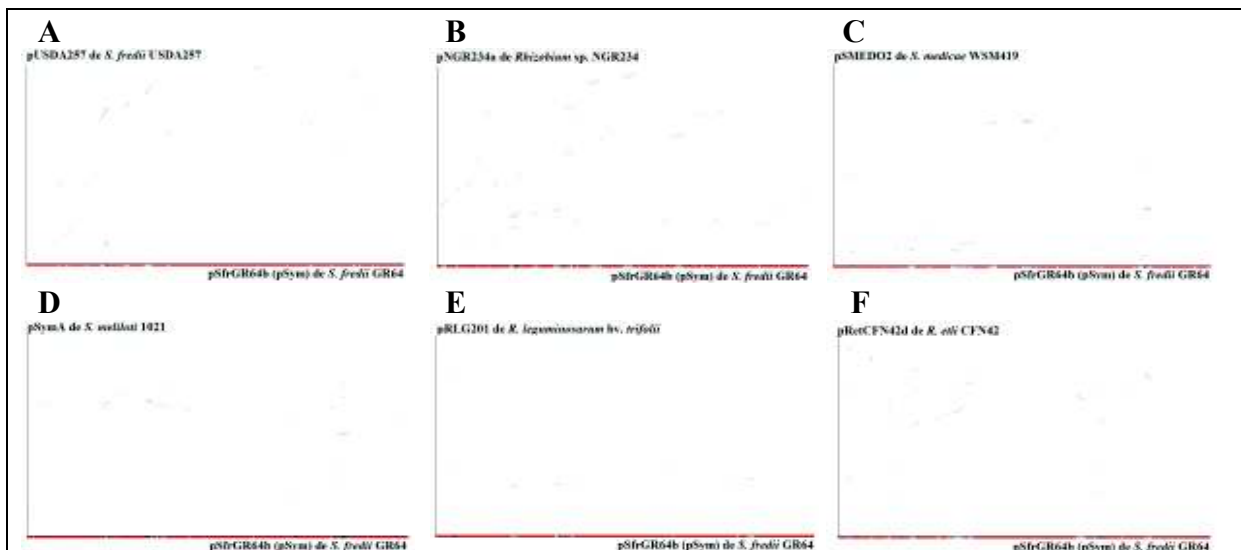 A
pUSDA257 de S. fredii USDA257
pSfrGR64b (pSym) de S. fredii GR64
B
pNGR234a de Rhizobium sp. NGR234
pSfrGR64b (pSym) de S. fredii GR64
C
pSMEDO2 de S. medicae WSM419
pSfrGR64b (pSym) de S. fredii GR64
D
pSymA de S. meliloti 1021
pSfrGR64b (pSym) de S. fredii GR64
E
pRLG201 de R. leguminosarum bv. trifolii
pSfrGR64b (pSym) de S. fredii GR64
F
pRetCFN42d de R. etli CFN42
pSfrGR64b (pSym) de S. fredii GR64